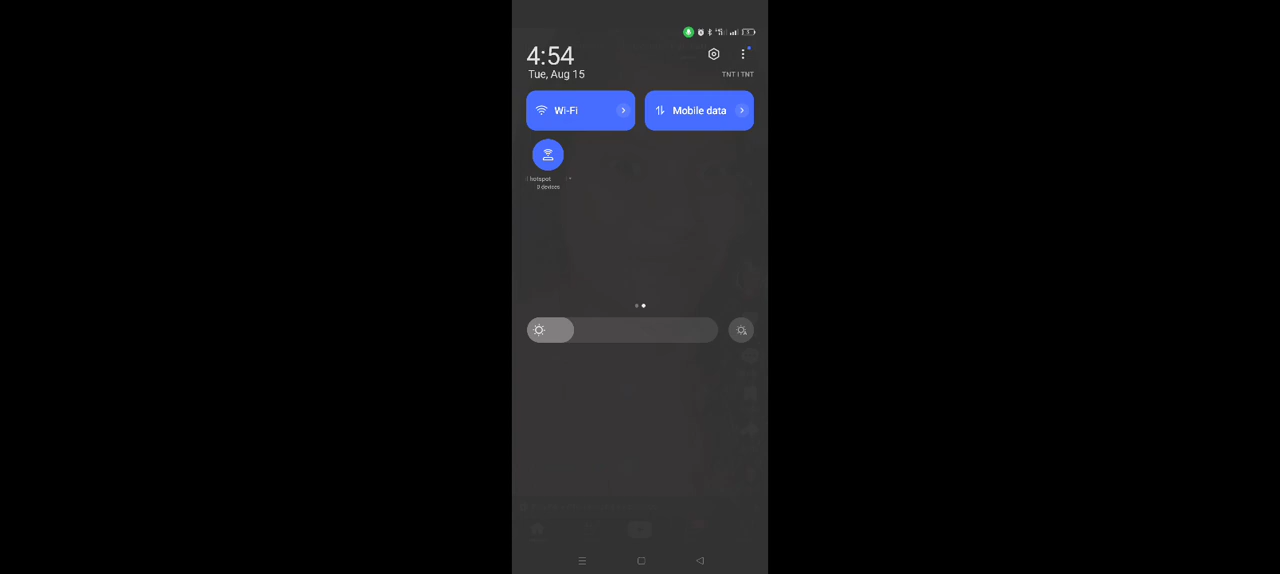 4:54
Tue, Aug 15
TNT | TNT
Wi-Fi
Mobile data
hotspot
0 devices